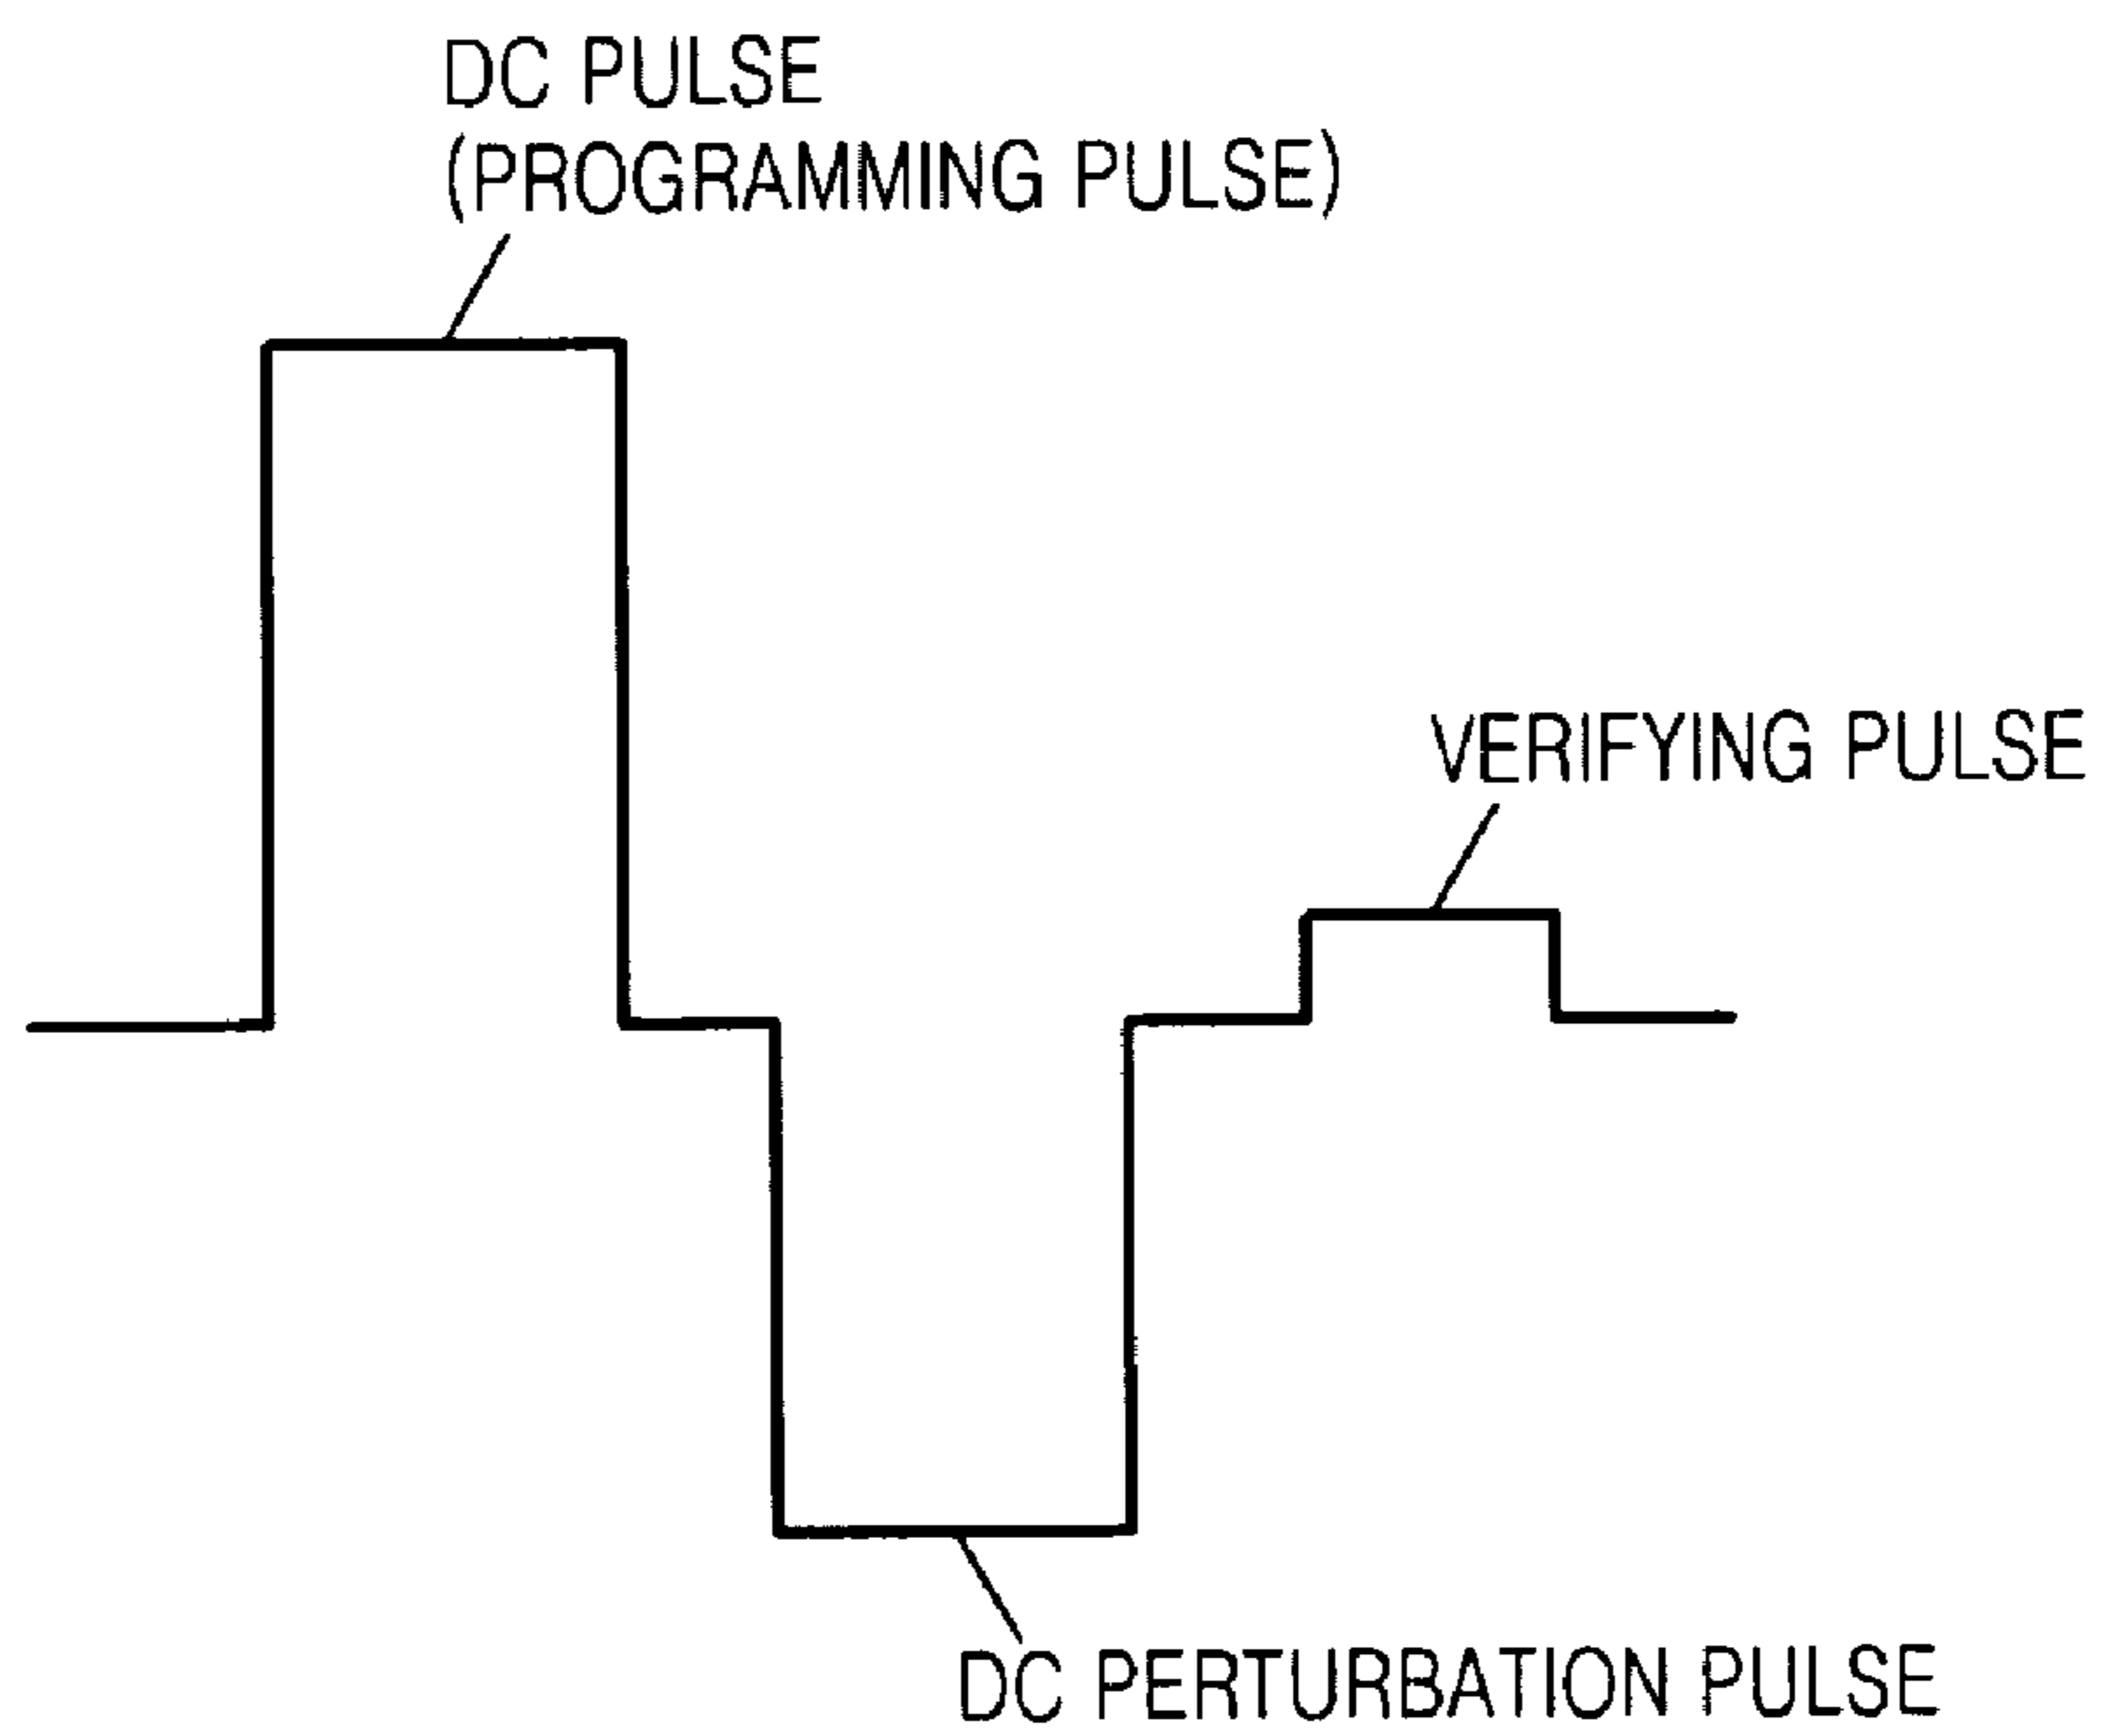 DC PULSE
(PROGRAMMING PULSE)
VERIFYING PULSE
DC PERTURBATION PULSE